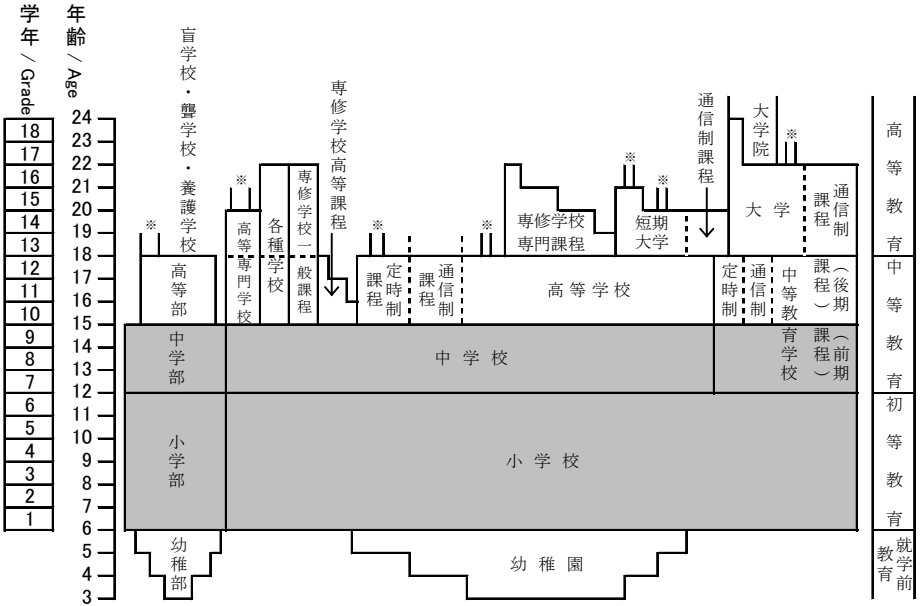 学年 / Grade
年齢 / Age
盲学校・聾学校・養護学校
専修学校高等課程
通信制課程
大学院
高等教育
24
23
22
21
20
19
18
17
16
15
14
13
12
11
10
9
8
7
6
5
4
3
18
17
16
15
14
13
12
11
10
9
8
7
6
5
4
3
2
1
※
※
※
※
※
※
※
高等専門学校
各種学校
専修学校一般課程
専修学校
専門課程
短期
大学
大学
通信制
課程
高等部
定時制
課程
通信制
課程
高等学校
定時制
通信制
中等教育学校
(後期課程)
(前期課程)
中等教育
中学部
中学校
小学部
小学校
初等教育
幼稚部
幼稚園
就学前
教育